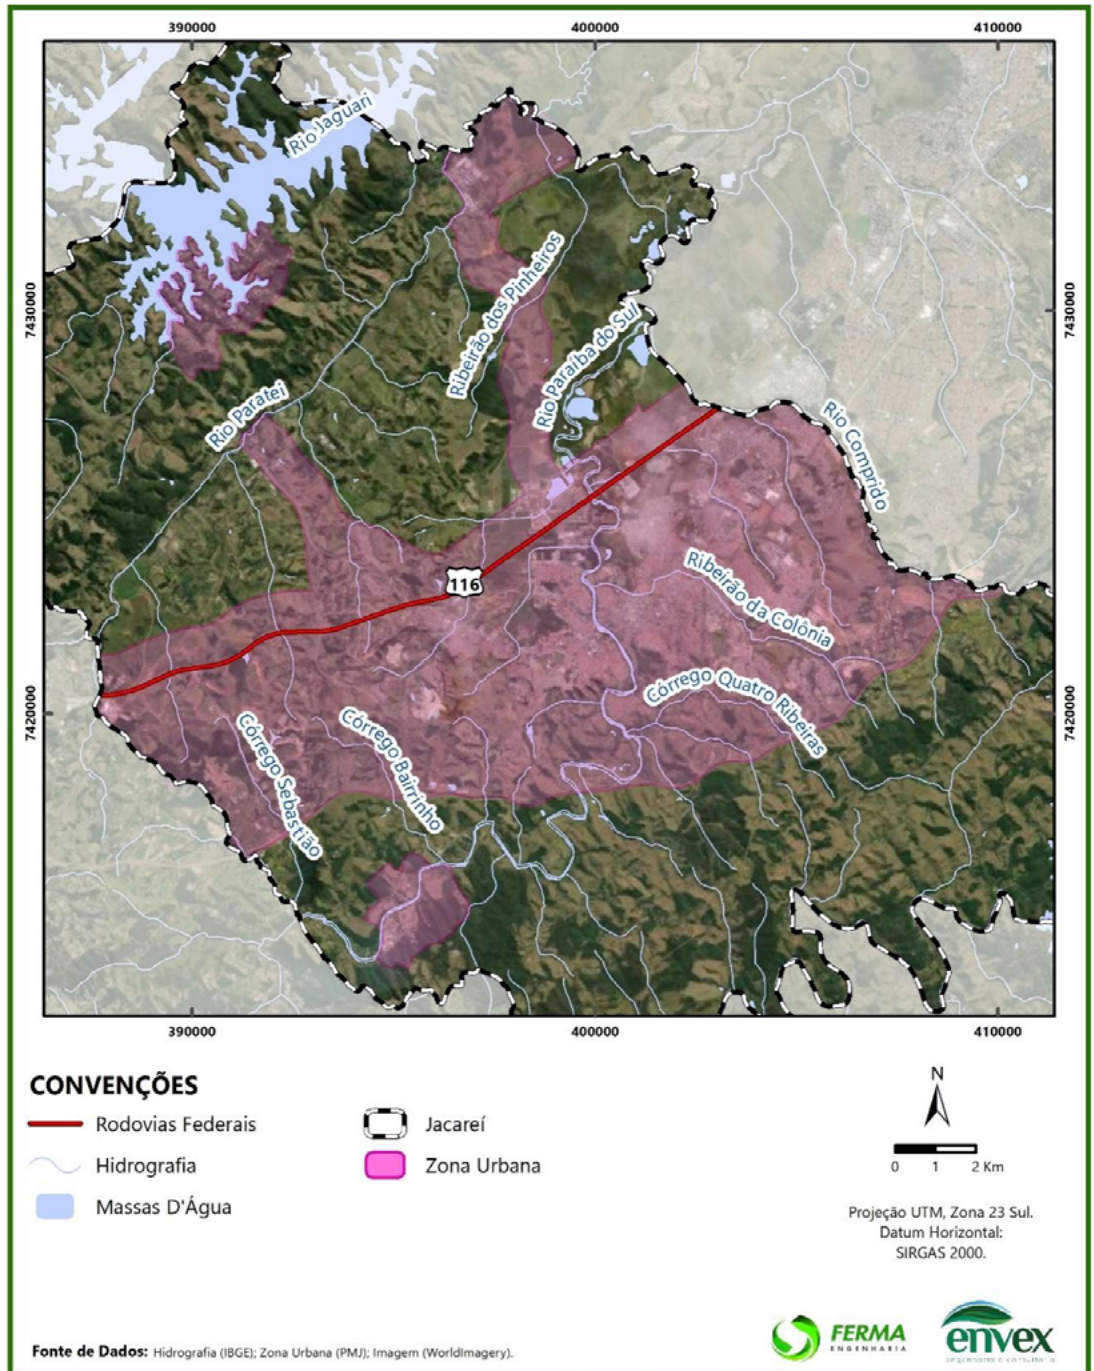 390000
400000
410000
Rio Jaguari
7430000
7430000
Ribeirão dos Pinheiros
Rio Paraíba do Sul
Rio Paratei
Rio Comprido
116
Ribeirão da Colônia
7420000
7420000
Córrego Quatro Ribeiras
Córrego Sebastião
Córrego Bairrinho
390000
400000
410000
CONVENÇÕES
Rodovias Federais
Jacareí
Hidrografia
Zona Urbana
Massas D'Água
N
0 1 2 Km
Projeção UTM, Zona 23 Sul.
Datum Horizontal:
SIRGAS 2000.
FERMA
ENGENHARIA
envex
Fonte de Dados: Hidrografia (IBGE); Zona Urbana (PMJ); Imagem (WorldImagery).